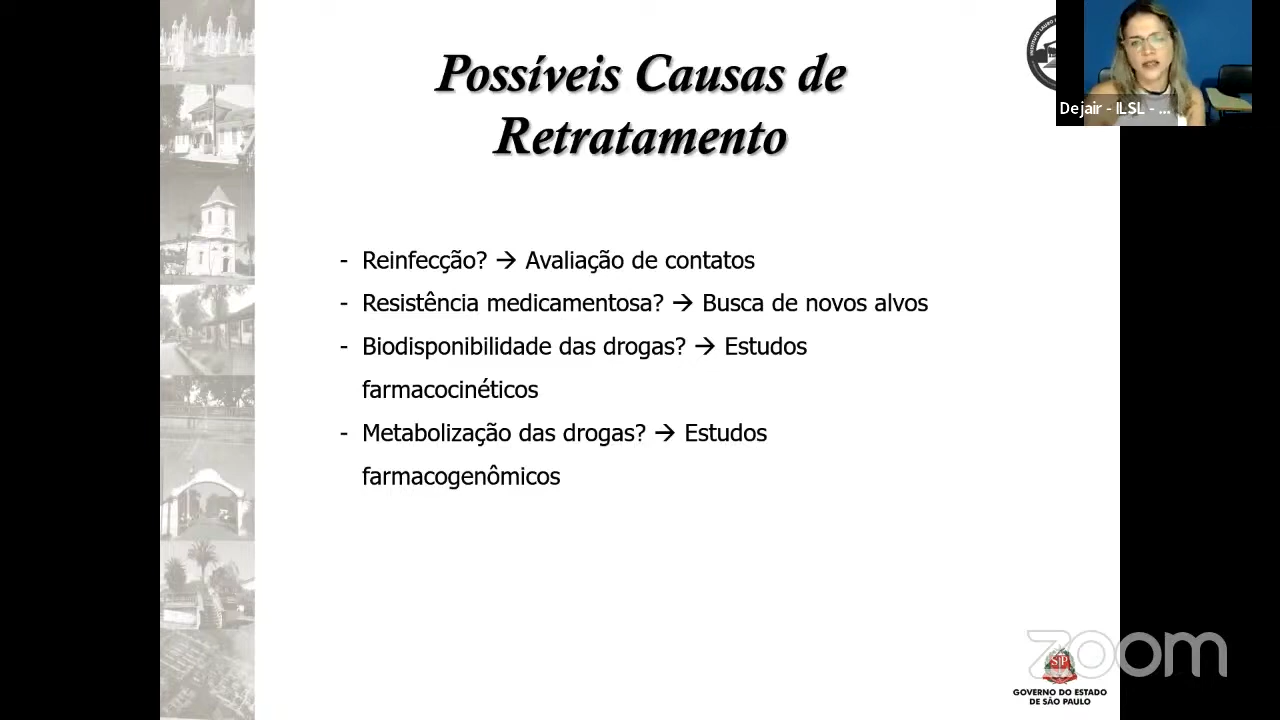 Possíveis Causas de
Retratamento
Dejair - ILSL - ...
- Reinfecção? → Avaliação de contatos
- Resistência medicamentosa? → Busca de novos alvos
- Biodisponibilidade das drogas? → Estudos
farmacocinéticos
- Metabolização das drogas? → Estudos
farmacogenômicos
zoom
SP
GOVERNO DO ESTADO
DE SÃO PAULO